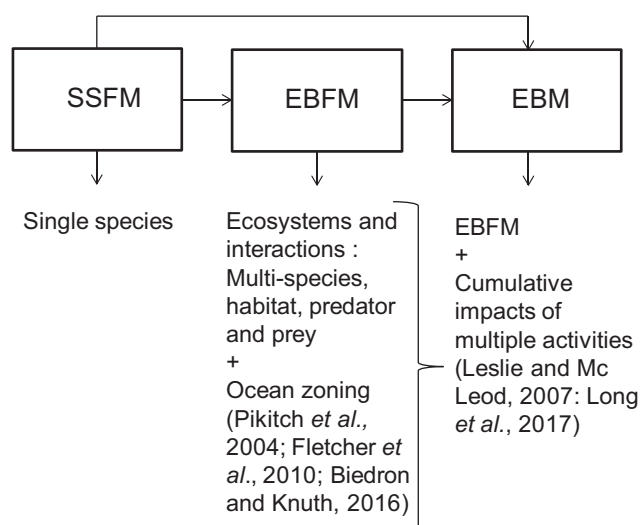 SSFM
EBFM
EBM
Single species
Ecosystems and
interactions :
Multi-species,
habitat, predator
and prey
+
Ocean zoning
(Pikitch et al.,
2004; Fletcher et
al., 2010; Biedron
and Knuth, 2016)
EBFM
+
Cumulative
impacts of
multiple activities
(Leslie and Mc
Leod, 2007: Long
et al., 2017)